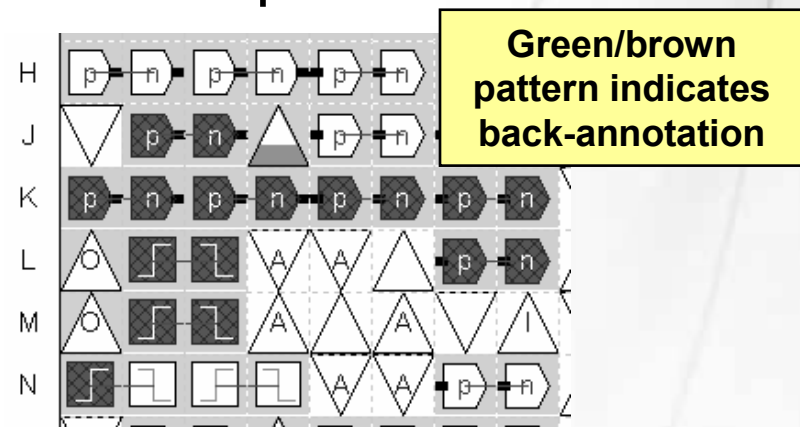 Green/brown
pattern indicates
back-annotation
H p n p n p n
J p n p n
K p n p n p n p n
L O A A p n
M O A A I
N A A p n